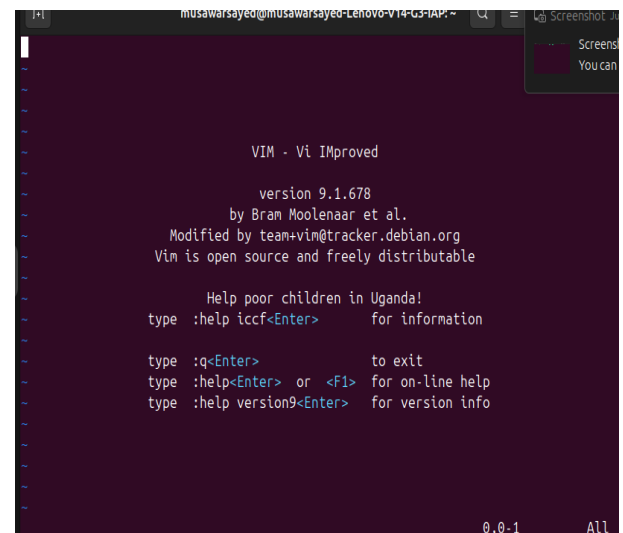 musawarsayed@musawarsayed-Lenovo-V14-G3-IAP: ~
Screenshot
You can
~
~
~
~
~ VIM - Vi IMproved
~
~ version 9.1.678
~ by Bram Moolenaar et al.
~ Modified by team+vim@tracker.debian.org
~ Vim is open source and freely distributable
~
~ Help poor children in Uganda!
~ type :help iccf<Enter> for information
~
~ type :q<Enter> to exit
~ type :help<Enter> or <F1> for on-line help
~ type :help version9<Enter> for version info
~
~
~
~
~
0,0-1 All